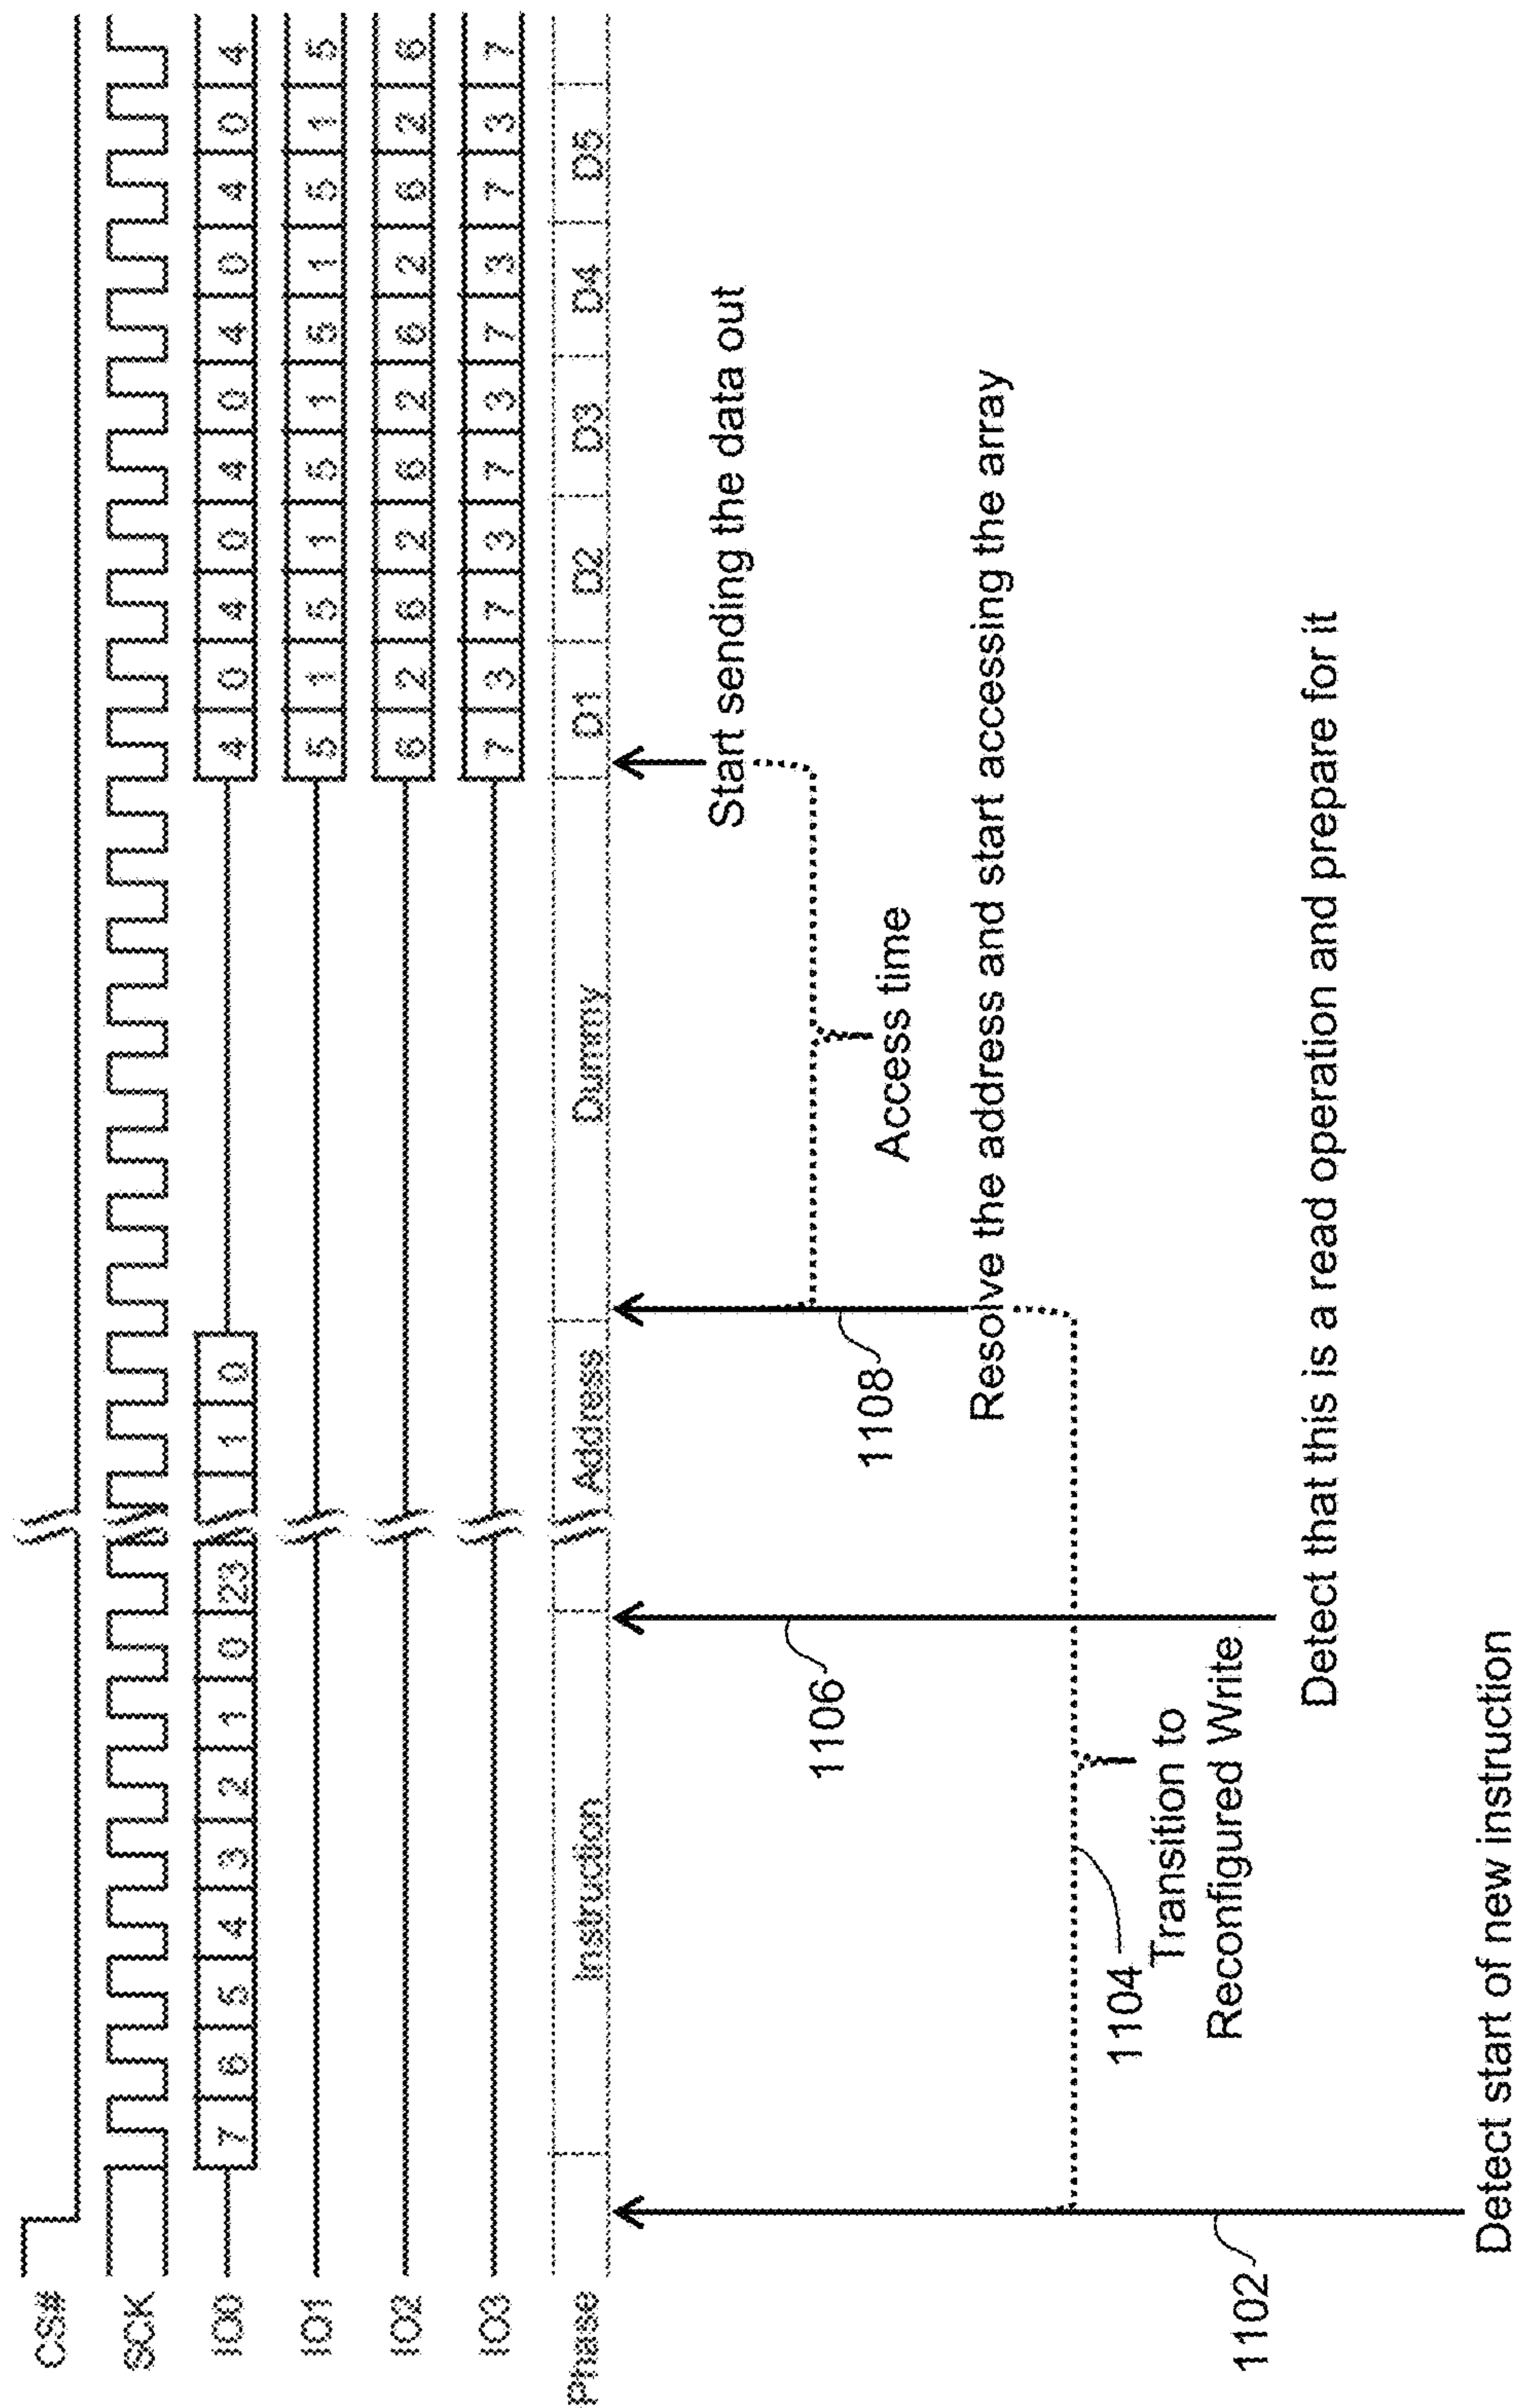 CS#
SCK
IO0 7 6 5 4 3 2 1 0 23 1 0 4 0 4 0 4 0 4 0 4 0 4
IO1 5 1 5 1 5 1 5 1 5 1 5
IO2 6 2 6 2 6 2 6 2 6 2 6
IO3 7 3 7 3 7 3 7 3 7 3 7
Phase Instruction Address Dummy D1 D2 D3 D4 D5
Start sending the data out
Access time
1106
1108
Resolve the address and start accessing the array
1104
Transition to
Reconfigured Write
1102
Detect that this is a read operation and prepare for it
Detect start of new instruction